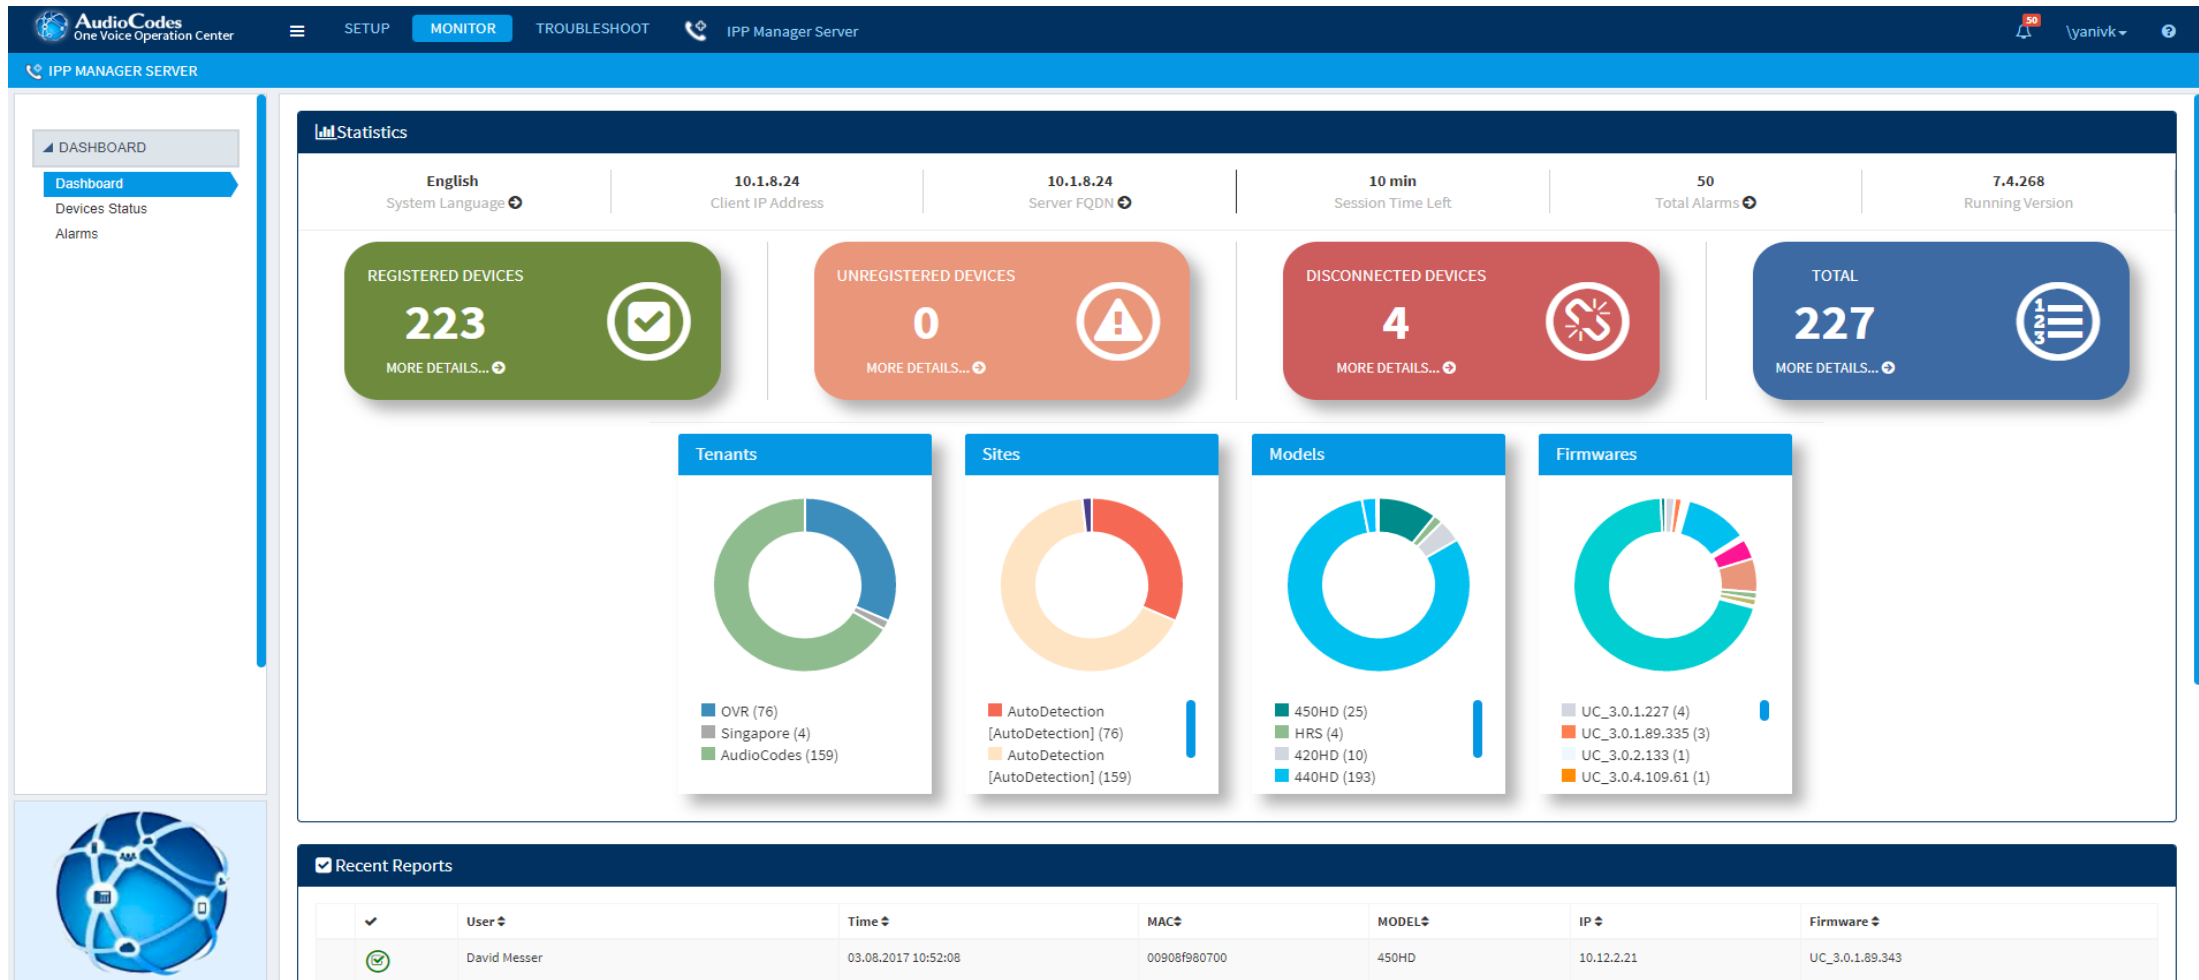 AudioCodes
One Voice Operation Center
SETUP MONITOR TROUBLESHOOT IPP Manager Server 50 \yanivk
IPP MANAGER SERVER
DASHBOARD
Dashboard
Devices Status
Alarms
Statistics
English 10.1.8.24 10.1.8.24 10 min 50 7.4.268
System Language Client IP Address Server FQDN Session Time Left Total Alarms Running Version
REGISTERED DEVICES
223
MORE DETAILS...
UNREGISTERED DEVICES
0
MORE DETAILS...
DISCONNECTED DEVICES
4
MORE DETAILS...
TOTAL
227
MORE DETAILS...
Tenants
OVR (76)
Singapore (4)
AudioCodes (159)
Sites
AutoDetection
[AutoDetection] (76)
AutoDetection
[AutoDetection] (159)
Models
450HD (25)
HRS (4)
420HD (10)
440HD (193)
Firmwares
UC_3.0.1.227 (4)
UC_3.0.1.89.335 (3)
UC_3.0.2.133 (1)
UC_3.0.4.109.61 (1)
Recent Reports
User Time MAC MODEL IP Firmware
David Messer 03.08.2017 10:52:08 00908f980700 450HD 10.12.2.21 UC_3.0.1.89.343